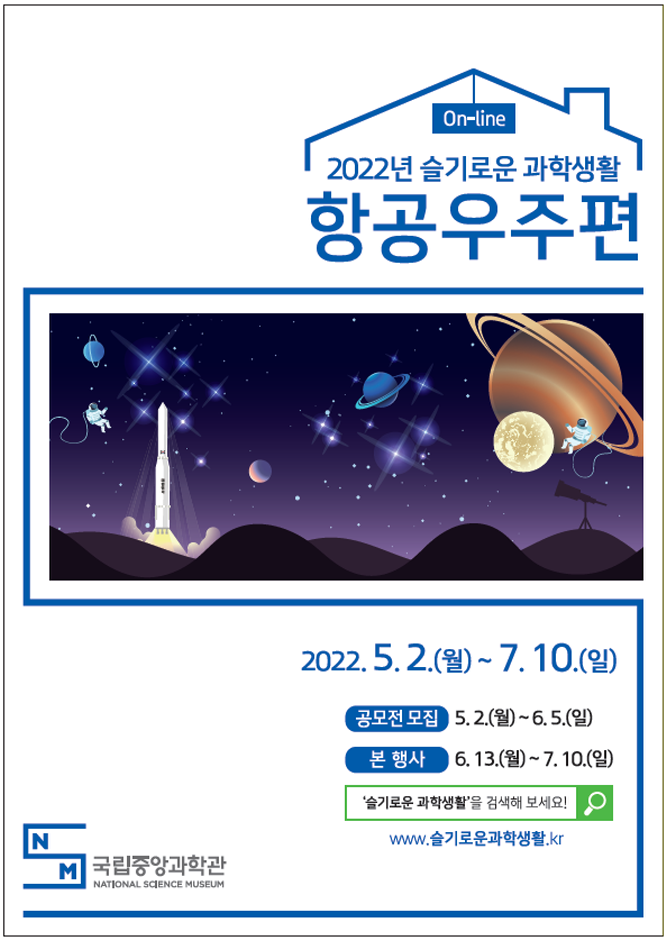 On-line
2022년 슬기로운 과학생활
항공우주편
2022. 5. 2.(월) ~ 7. 10.(일)
공모전 모집 5. 2.(월) ~ 6. 5.(일)
본 행사 6. 13.(월) ~ 7. 10.(일)
'슬기로운 과학생활'을 검색해 보세요!
www.슬기로운과학생활.kr
N
M
국립중앙과학관
NATIONAL SCIENCE MUSEUM